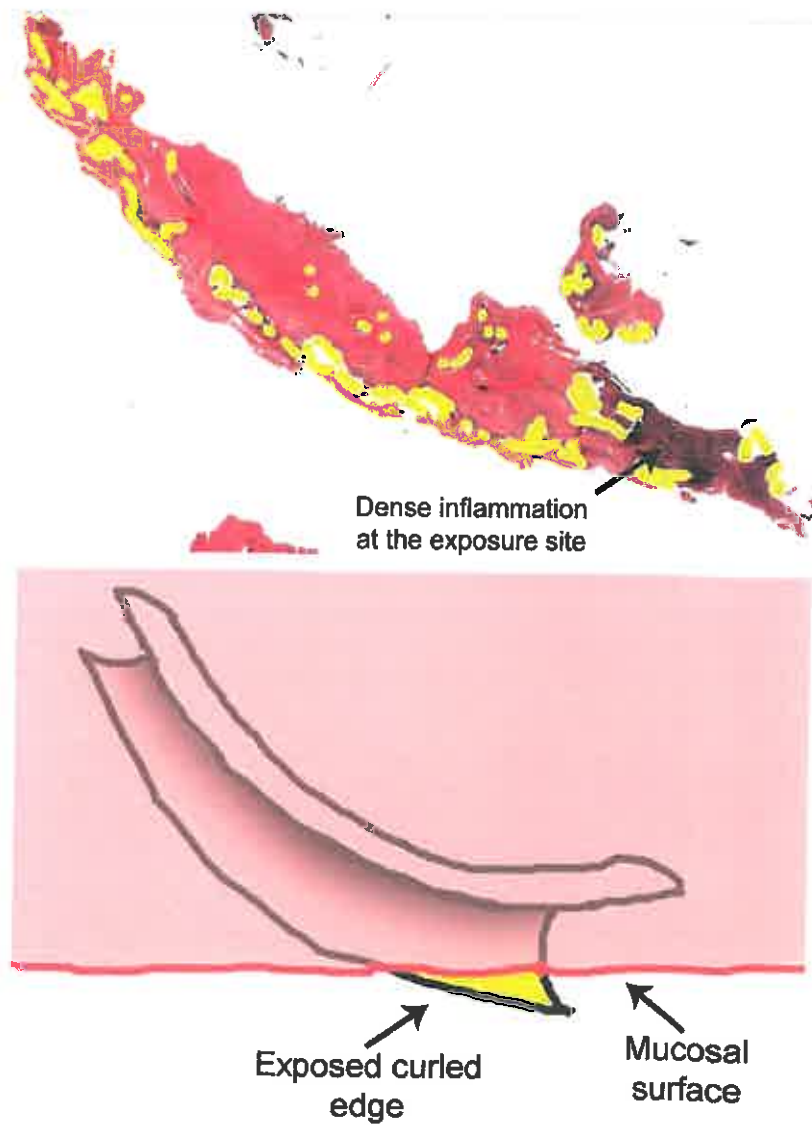 Dense inflammation
at the exposure site
Exposed curled
edge
Mucosal
surface